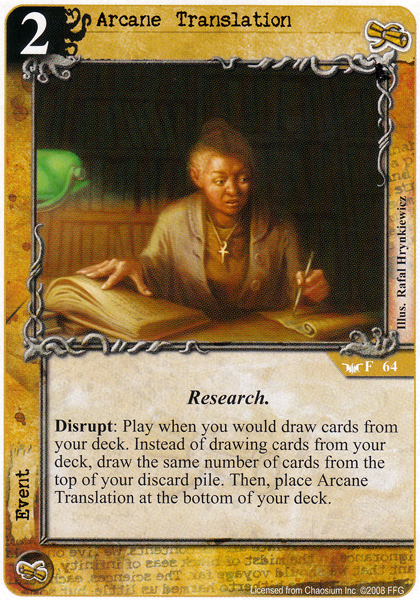 2
Arcane Translation
Illus. Rafal Hrynkiewicz
F 64
Research.
Disrupt: Play when you would draw cards from
your deck. Instead of drawing cards from your
deck, draw the same number of cards from the
top of your discard pile. Then, place Arcane
Translation at the bottom of your deck.
Event
Licensed from Chaosium Inc. ©2008 FFG